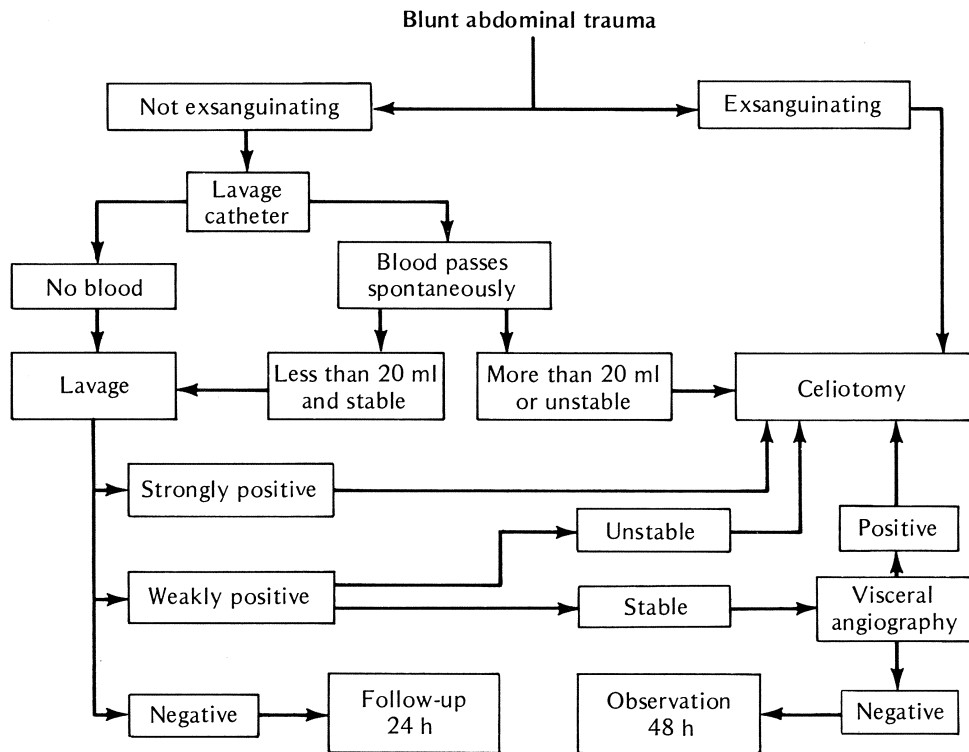 Blunt abdominal trauma
Not exsanguinating
Exsanguinating
Lavage
catheter
No blood
Blood passes
spontaneously
Lavage
Less than 20 ml
and stable
More than 20 ml
or unstable
Celiotomy
Strongly positive
Unstable
Positive
Weakly positive
Stable
Visceral
angiography
Negative
Follow-up
24 h
Observation
48 h
Negative